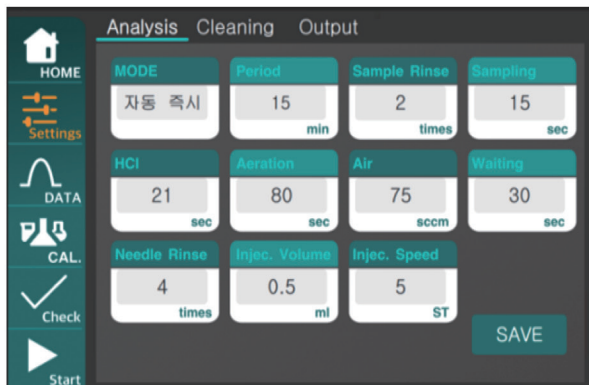 Analysis Cleaning Output
HOME
Settings
DATA
CAL.
Check
Start
MODE Period Sample Rinse Sampling
자동 즉시 15 2 15
min times sec
HCl Aeration Air Waiting
21 80 75 30
sec sec sccm sec
Needle Rinse Injec. Volume Injec. Speed
4 0.5 5
times ml ST
SAVE